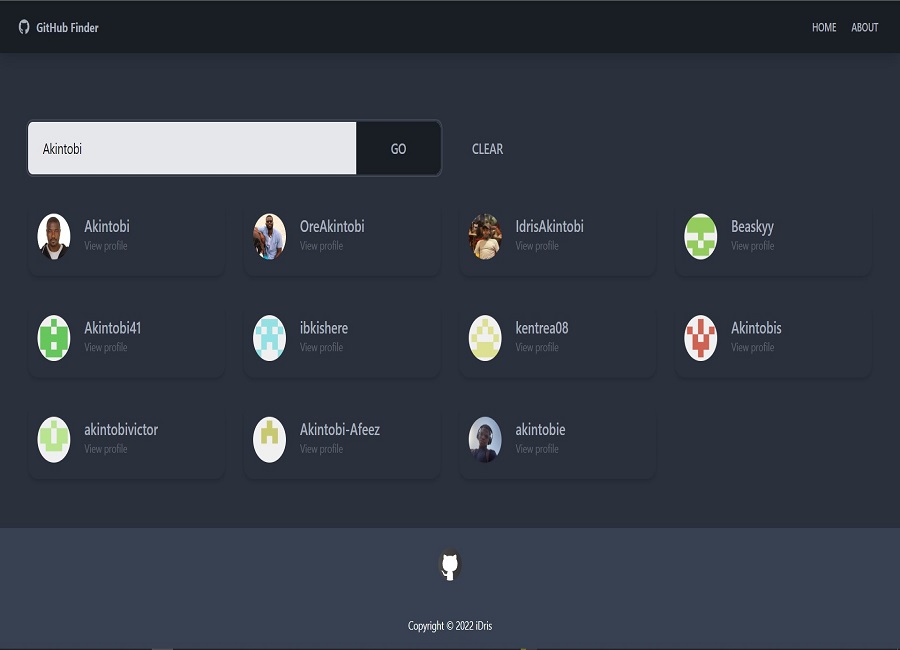 GitHub Finder
HOME ABOUT
Akintobi GO CLEAR
Akintobi
View profile
OreAkintobi
View profile
IdrisAkintobi
View profile
Beaskyy
View profile
Akintobi41
View profile
ibkishere
View profile
kentrea08
View profile
Akintobis
View profile
akintobivictor
View profile
Akintobi-Afeez
View profile
akintobie
View profile
Copyright © 2022 iDris